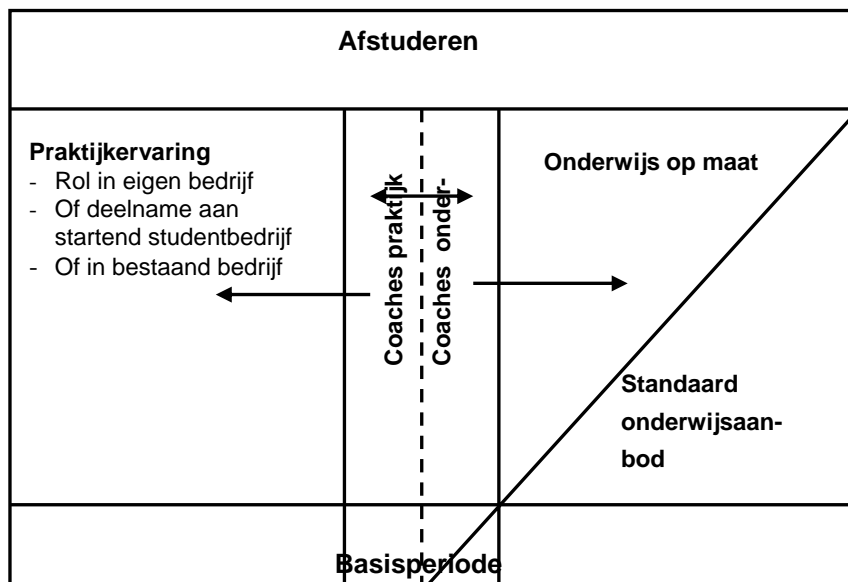 Afstuderen
Praktijkervaring
- Rol in eigen bedrijf
- Of deelname aan
startend studentbedrijf
- Of in bestaand bedrijf
Coaches praktijk
Coaches onder-
Onderwijs op maat
Standaard
onderwijsaan-
bod
Basisperiode